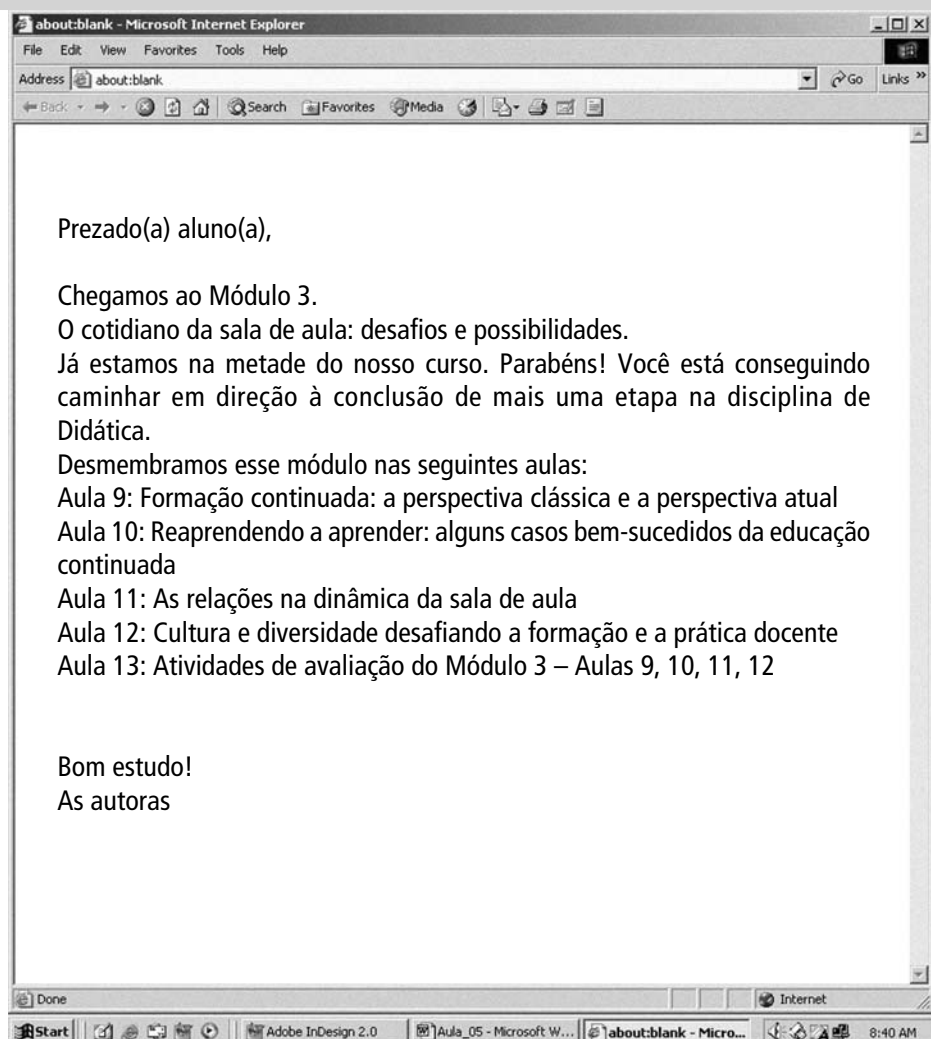 about:blank - Microsoft Internet Explorer
File Edit View Favorites Tools Help
Address about:blank Go Links »
Back Search Favorites Media
Prezado(a) aluno(a),
Chegamos ao Módulo 3.
O cotidiano da sala de aula: desafios e possibilidades.
Já estamos na metade do nosso curso. Parabéns! Você está conseguindo
caminhar em direção à conclusão de mais uma etapa na disciplina de
Didática.
Desmembramos esse módulo nas seguintes aulas:
Aula 9: Formação continuada: a perspectiva clássica e a perspectiva atual
Aula 10: Reaprendendo a aprender: alguns casos bem-sucedidos da educação
continuada
Aula 11: As relações na dinâmica da sala de aula
Aula 12: Cultura e diversidade desafiando a formação e a prática docente
Aula 13: Atividades de avaliação do Módulo 3 – Aulas 9, 10, 11, 12
Bom estudo!
As autoras
Done Internet
Start Adobe InDesign 2.0 Aula_05 - Microsoft W... about:blank - Micro... 8:40 AM